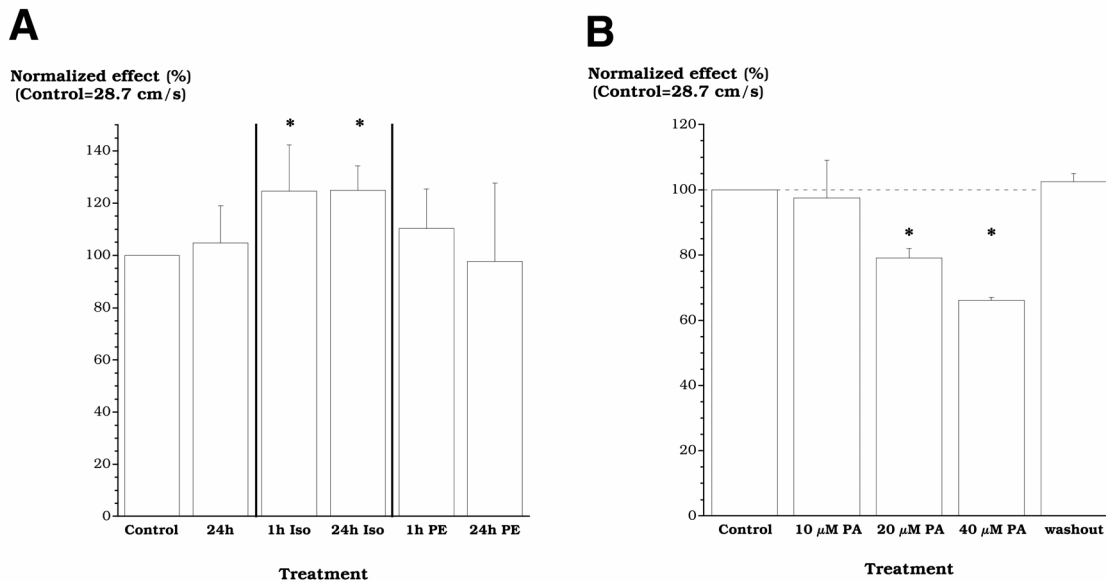 A
Normalized effect (%)
(Control=28.7 cm/s)
140
120
100
80
60
40
20
0
Control 24h 1h Iso 24h Iso 1h PE 24h PE
Treatment
* *
B
Normalized effect (%)
(Control=28.7 cm/s)
120
100
80
60
40
20
0
* *
Control 10 μM PA 20 μM PA 40 μM PA washout
Treatment